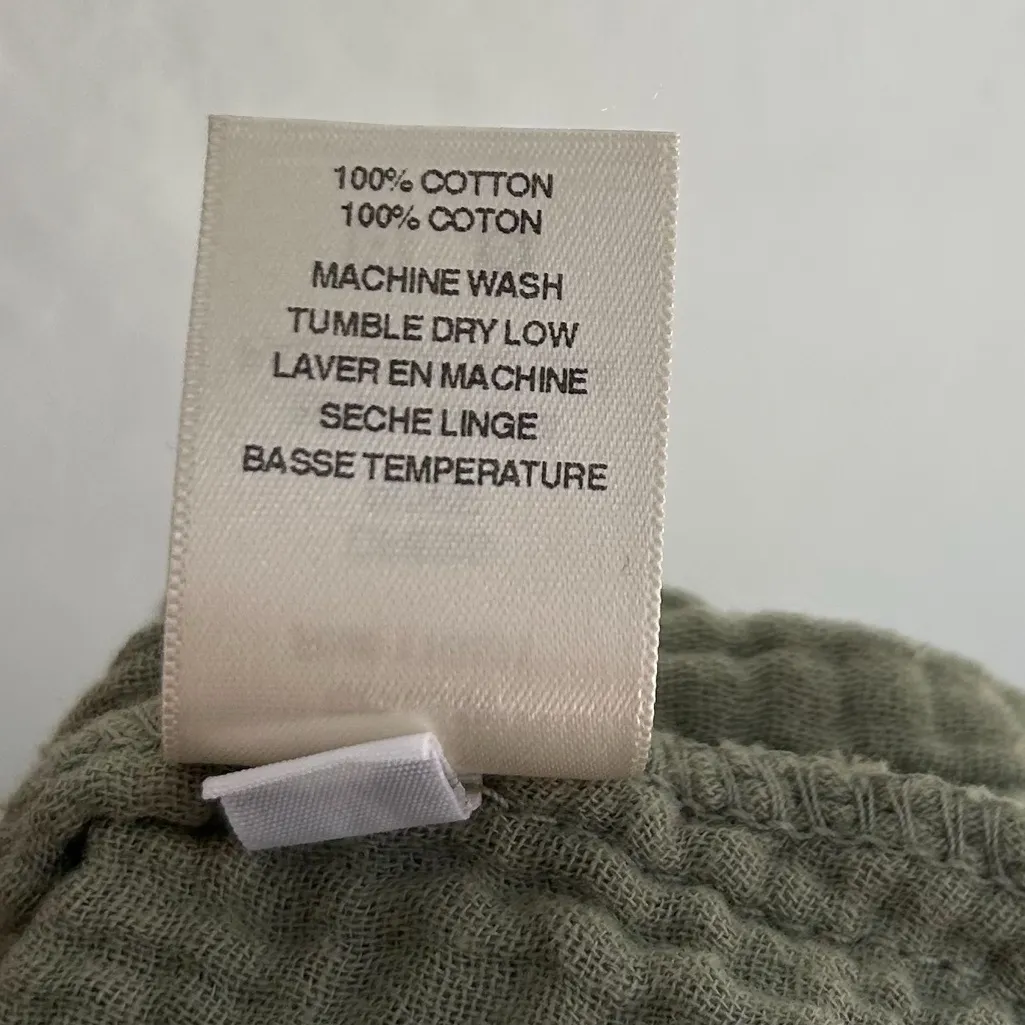 100% COTTON
100% COTON
MACHINE WASH
TUMBLE DRY LOW
LAVER EN MACHINE
SECHE LINGE
BASSE TEMPERATURE